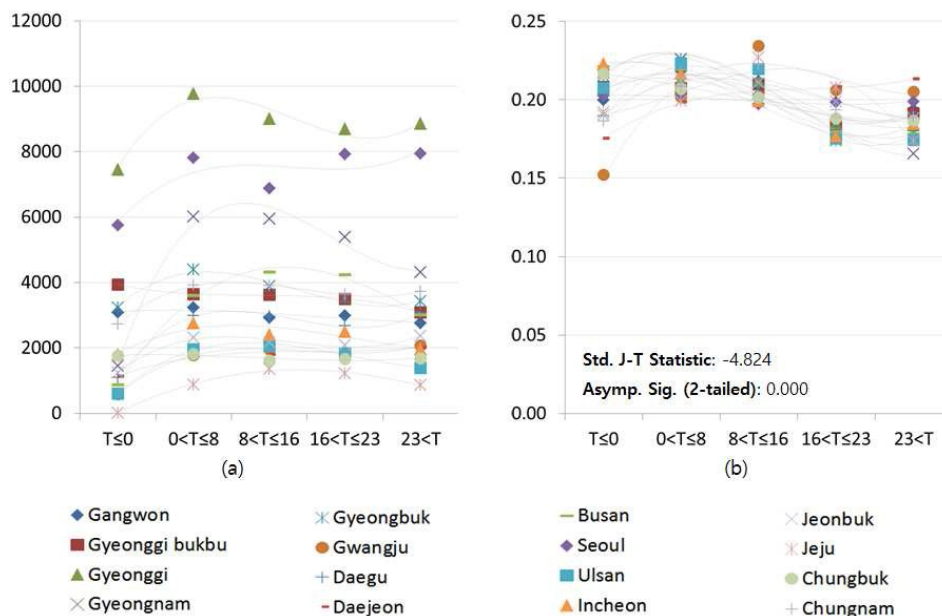 12000
10000
8000
6000
4000
2000
0
T≤0 0<T≤8 8<T≤16 16<T≤23 23<T
(a)
0.25
0.20
0.15
0.10
0.05
0.00
Std. J-T Statistic: -4.824
Asymp. Sig. (2-tailed): 0.000
T≤0 0<T≤8 8<T≤16 16<T≤23 23<T
(b)
Gangwon Gyeongbuk Busan Jeonbuk
Gyeonggi bukbu Gwangju Seoul Jeju
Gyeonggi Daegu Ulsan Chungbuk
Gyeongnam Daejeon Incheon Chungnam